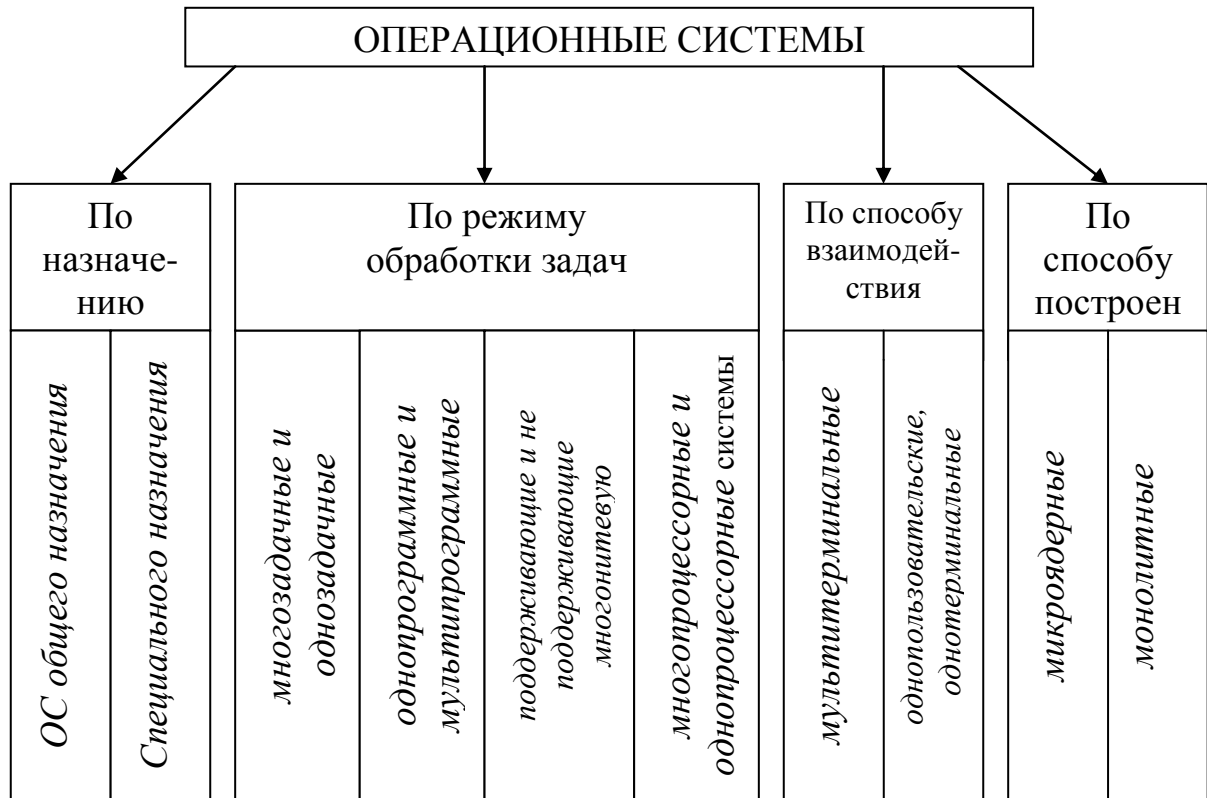 ОПЕРАЦИОННЫЕ СИСТЕМЫ
По
назначе-
нию
По режиму
обработки задач
По способу
взаимодей-
ствия
По
способу
построен
ОС общего назначения
Специального назначения
многозадачные и
однозадачные
однопрограммные и
мультипрограммные
поддерживающие и не
поддерживающие
многонитевую
многопроцессорные и
однопроцессорные системы
мультитерминальные
однопользовательские,
однотерминальные
микроядерные
монолитные